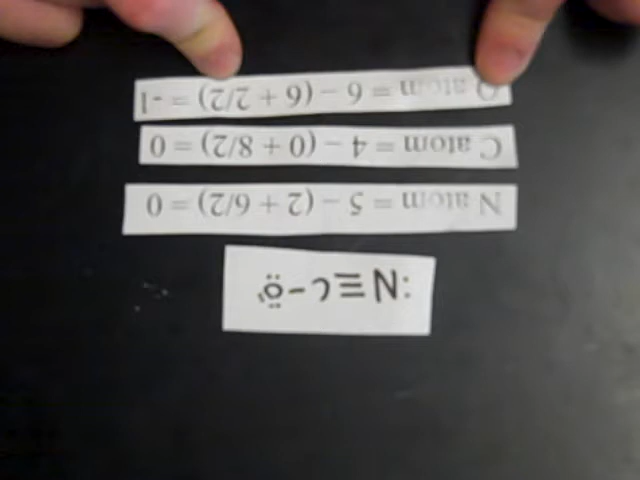 :N≡C-Ö:
N atom = 5 − (2 + 6/2) = 0
C atom = 4 − (0 + 8/2) = 0
O atom = 6 − (6 + 2/2) = -1